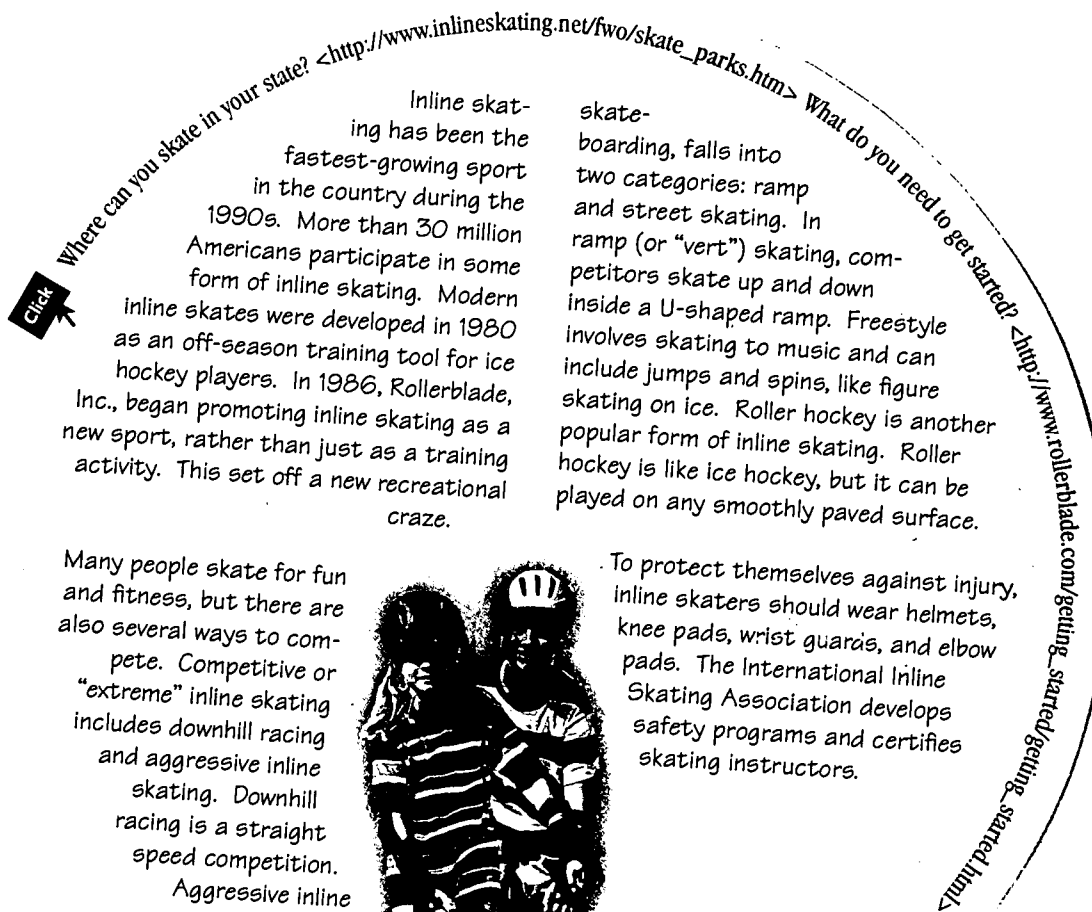 Click
Where can you skate in your state? <http://www.inlineskating.net/fwo/skate_parks.htm> What do you need to get started? <http://www.rollerblade.com/getting_started/getting_started.html>
Inline skat-
ing has been the
fastest-growing sport
in the country during the
1990s. More than 30 million
Americans participate in some
form of inline skating. Modern
inline skates were developed in 1980
as an off-season training tool for ice
hockey players. In 1986, Rollerblade,
Inc., began promoting inline skating as a
new sport, rather than just as a training
activity. This set off a new recreational
craze.
Many people skate for fun
and fitness, but there are
also several ways to com-
pete. Competitive or
"extreme" inline skating
includes downhill racing
and aggressive inline
skating. Downhill
racing is a straight
speed competition.
Aggressive inline
skate-
boarding, falls into
two categories: ramp
and street skating. In
ramp (or "vert") skating, com-
petitors skate up and down
inside a U-shaped ramp. Freestyle
involves skating to music and can
include jumps and spins, like figure
skating on ice. Roller hockey is another
popular form of inline skating. Roller
hockey is like ice hockey, but it can be
played on any smoothly paved surface.
To protect themselves against injury,
inline skaters should wear helmets,
knee pads, wrist guards, and elbow
pads. The International Inline
Skating Association develops
safety programs and certifies
skating instructors.